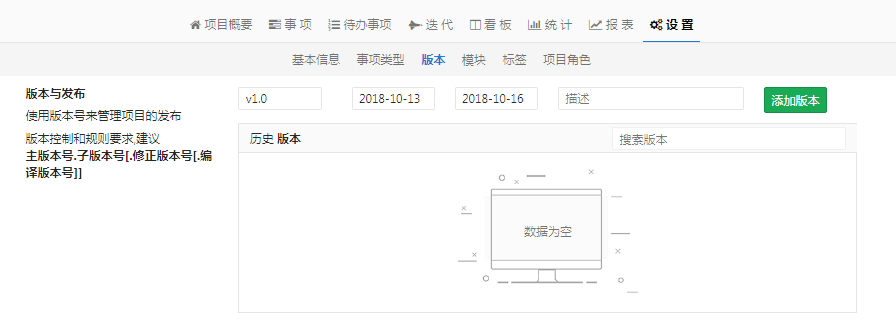 项目概要 事 项 待办事项 迭 代 看 板 统 计 报 表 设 置
基本信息 事项类型 版本 模块 标签 项目角色
版本与发布
使用版本号来管理项目的发布
版本控制和规则要求,建议
主版本号.子版本号[.修正版本号[.编
译版本号]]
v1.0 2018-10-13 2018-10-16 描述 添加版本
历史 版本 搜索版本
数据为空